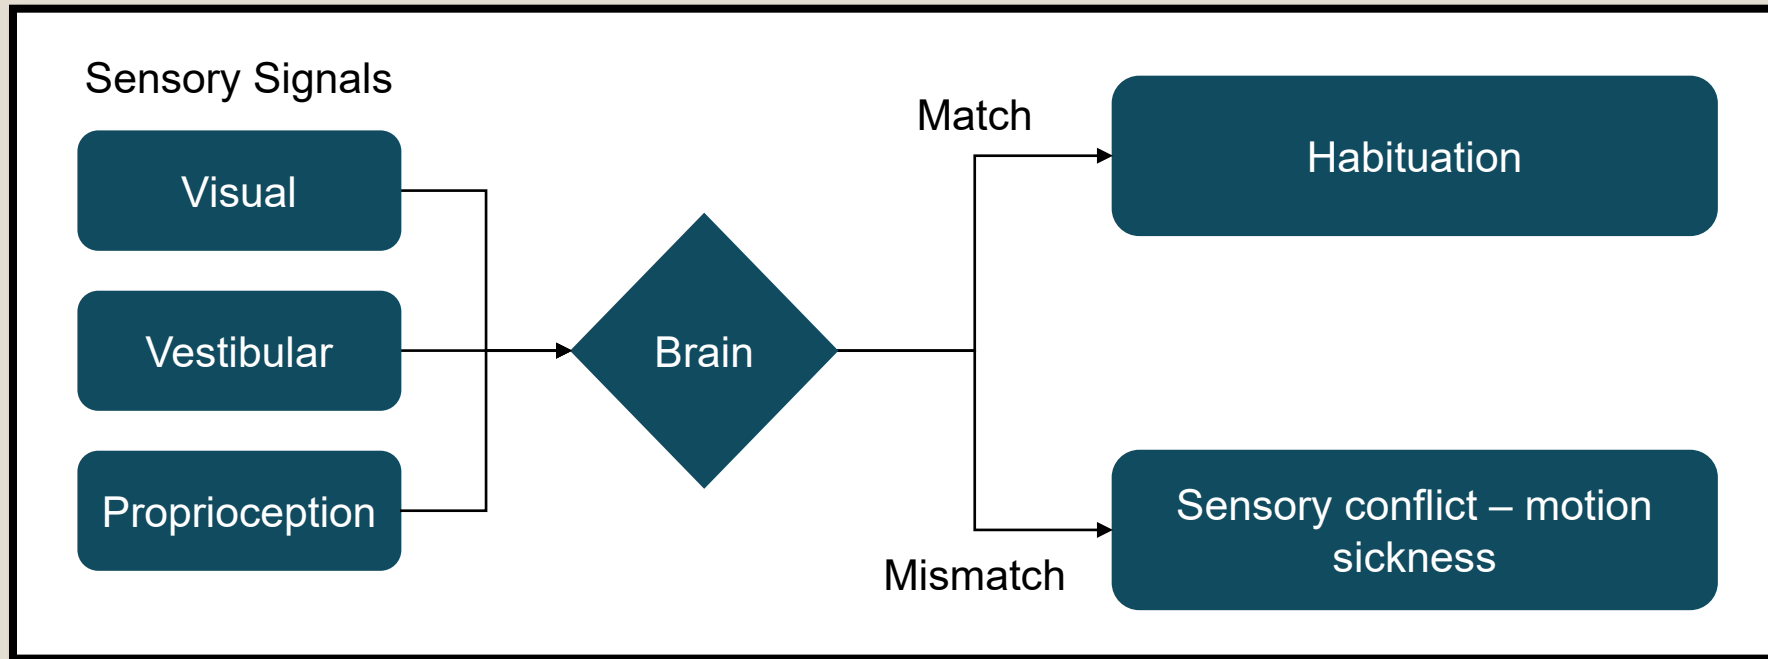 Sensory Signals
Visual
Vestibular
Proprioception
Brain
Match
Habituation
Mismatch
Sensory conflict – motion
sickness